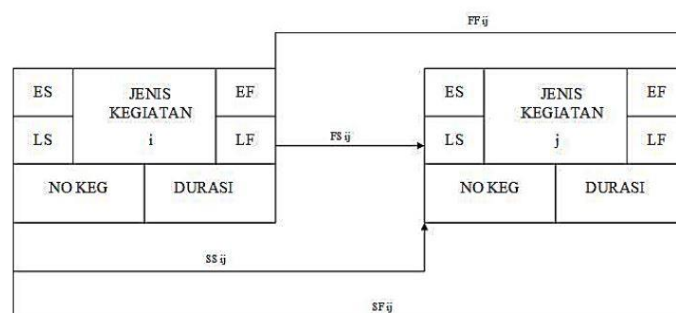 FF ij
ES
JENIS
KEGIATAN
i
EF
LS
LF
NO KEG
DURASI
FS ij
ES
JENIS
KEGIATAN
j
EF
LS
LF
NO KEG
DURASI
SS ij
SF ij